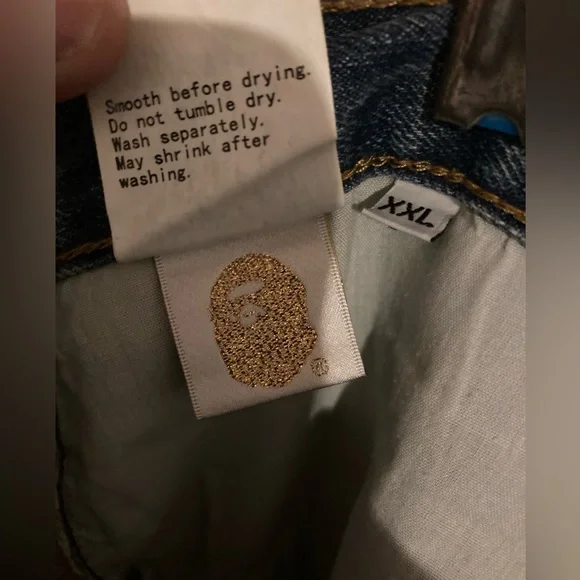 Smooth before drying.
Do not tumble dry.
Wash separately.
May shrink after
washing.
XXL
®